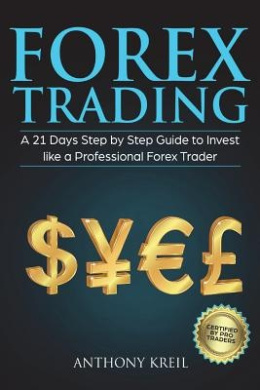 FOREX
TRADING
A 21 Days Step by Step Guide to Invest
like a Professional Forex Trader
$¥€£
CERTIFIED
BY PRO
TRADERS
ANTHONY KREIL